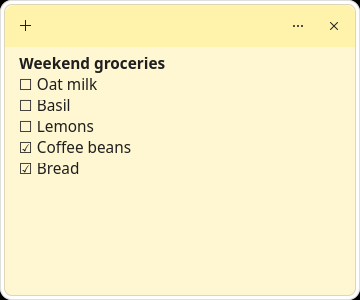 Weekend groceries
☐ Oat milk
☐ Basil
☐ Lemons
☑ Coffee beans
☑ Bread